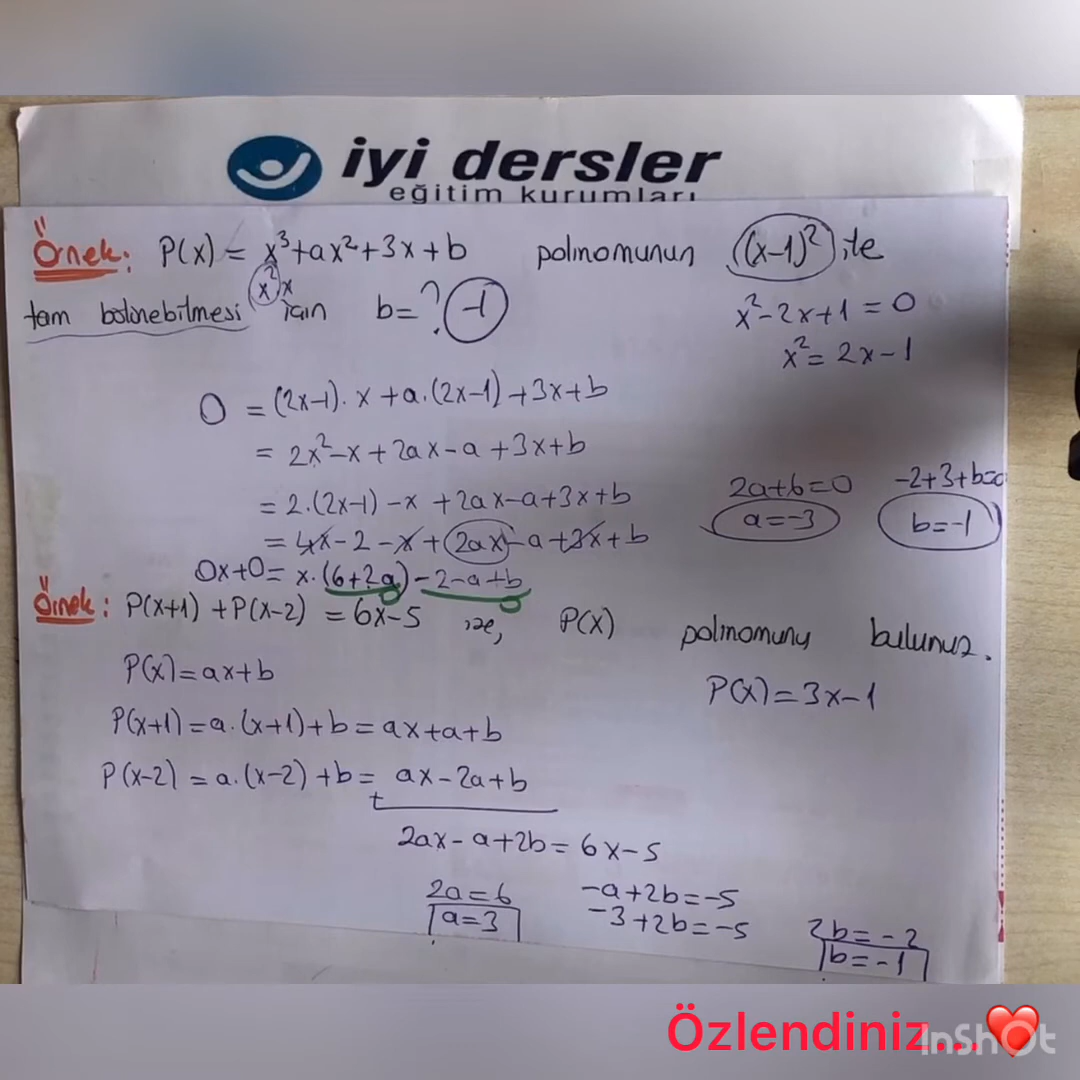 iyi dersler
eğitim kurumları
Örnek: P(x) = x³+ax²+3x+b polinomunun (x-1)² ile
x²x
tam bölünebilmesi için b=? -1
x²-2x+1=0
x²=2x-1
0 = (2x-1).x+a.(2x-1)+3x+b
= 2x²-x+2ax-a+3x+b
= 2.(2x-1)-x+2ax-a+3x+b
2a+6=0 -2+3+b=0
a=-3 b=-1
= 4x-2-x+2ax-a+3x+b
0x+0= x.(6+2a)-2-a+b
0 0
Örnek: P(x+1)+P(x-2)=6x-5 ise, P(x) polinomunu bulunuz.
P(x)=ax+b
P(x)=3x-1
P(x+1)=a.(x+1)+b=ax+a+b
P(x-2)=a.(x-2)+b= ax-2a+b
+
2ax-a+2b=6x-5
2a=6 -a+2b=-5
a=3 -3+2b=-5 2b=-2
b=-1
Özlendiniz...❤️
InShOt